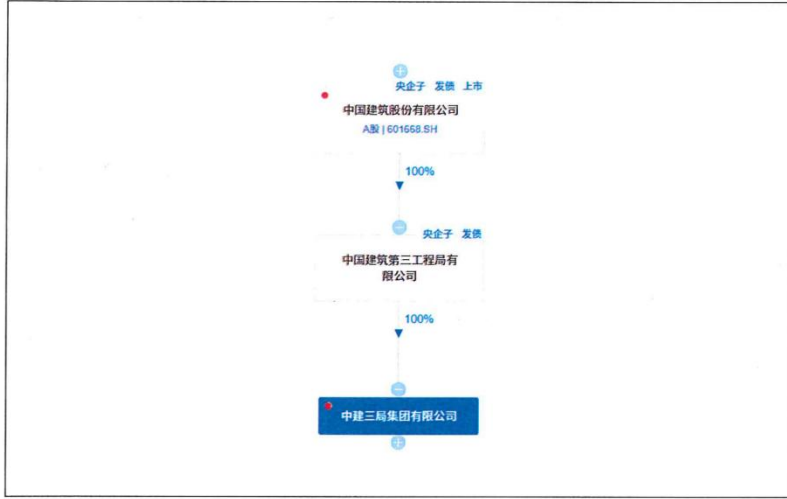 央企子 发债 上市
中国建筑股份有限公司
A股 | 601668.SH
100%
央企子 发债
中国建筑第三工程局有
限公司
100%
中建三局集团有限公司